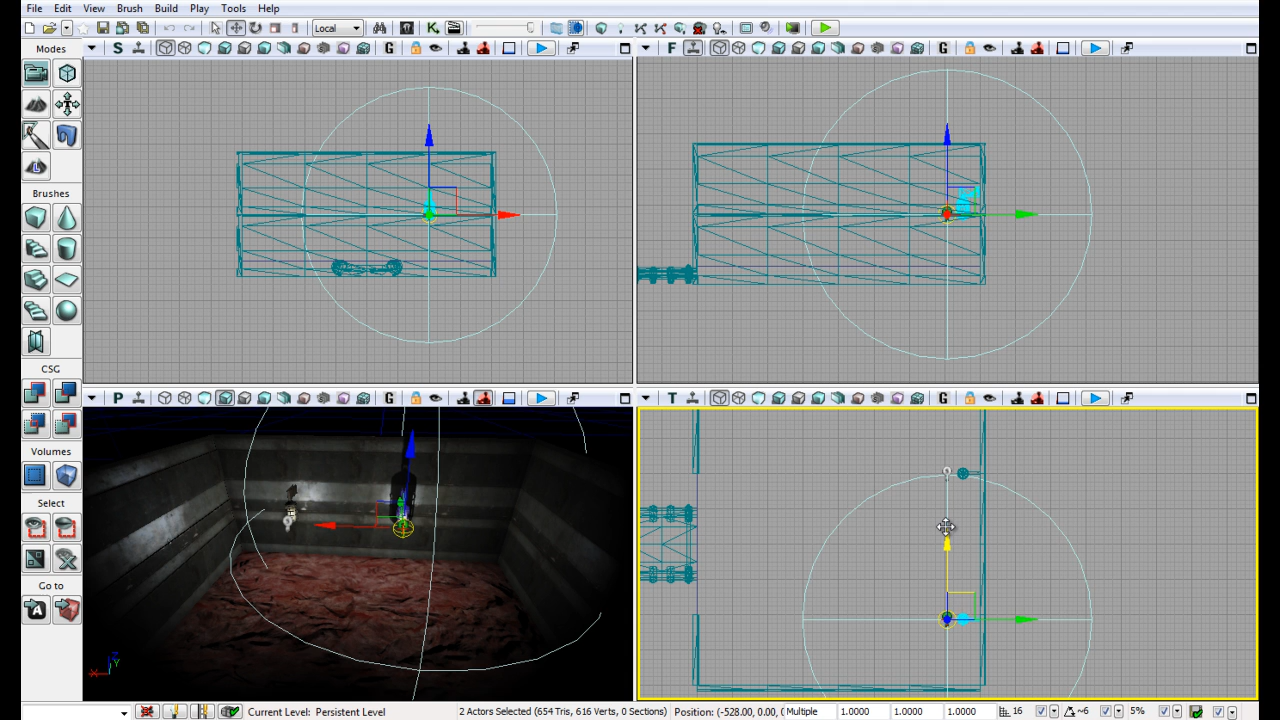 File Edit View Brush Build Play Tools Help
Local
Modes
S G
F G
Brushes
CSG
P G
T G
Volumes
Select
Go to
X Z Y
Current Level: Persistent Level 2 Actors Selected (654 Tris, 616 Verts, 0 Sections) Position: (-528.00, 0.00, ( Multiple 1.0000 1.0000 1.0000 16 ~6 5%